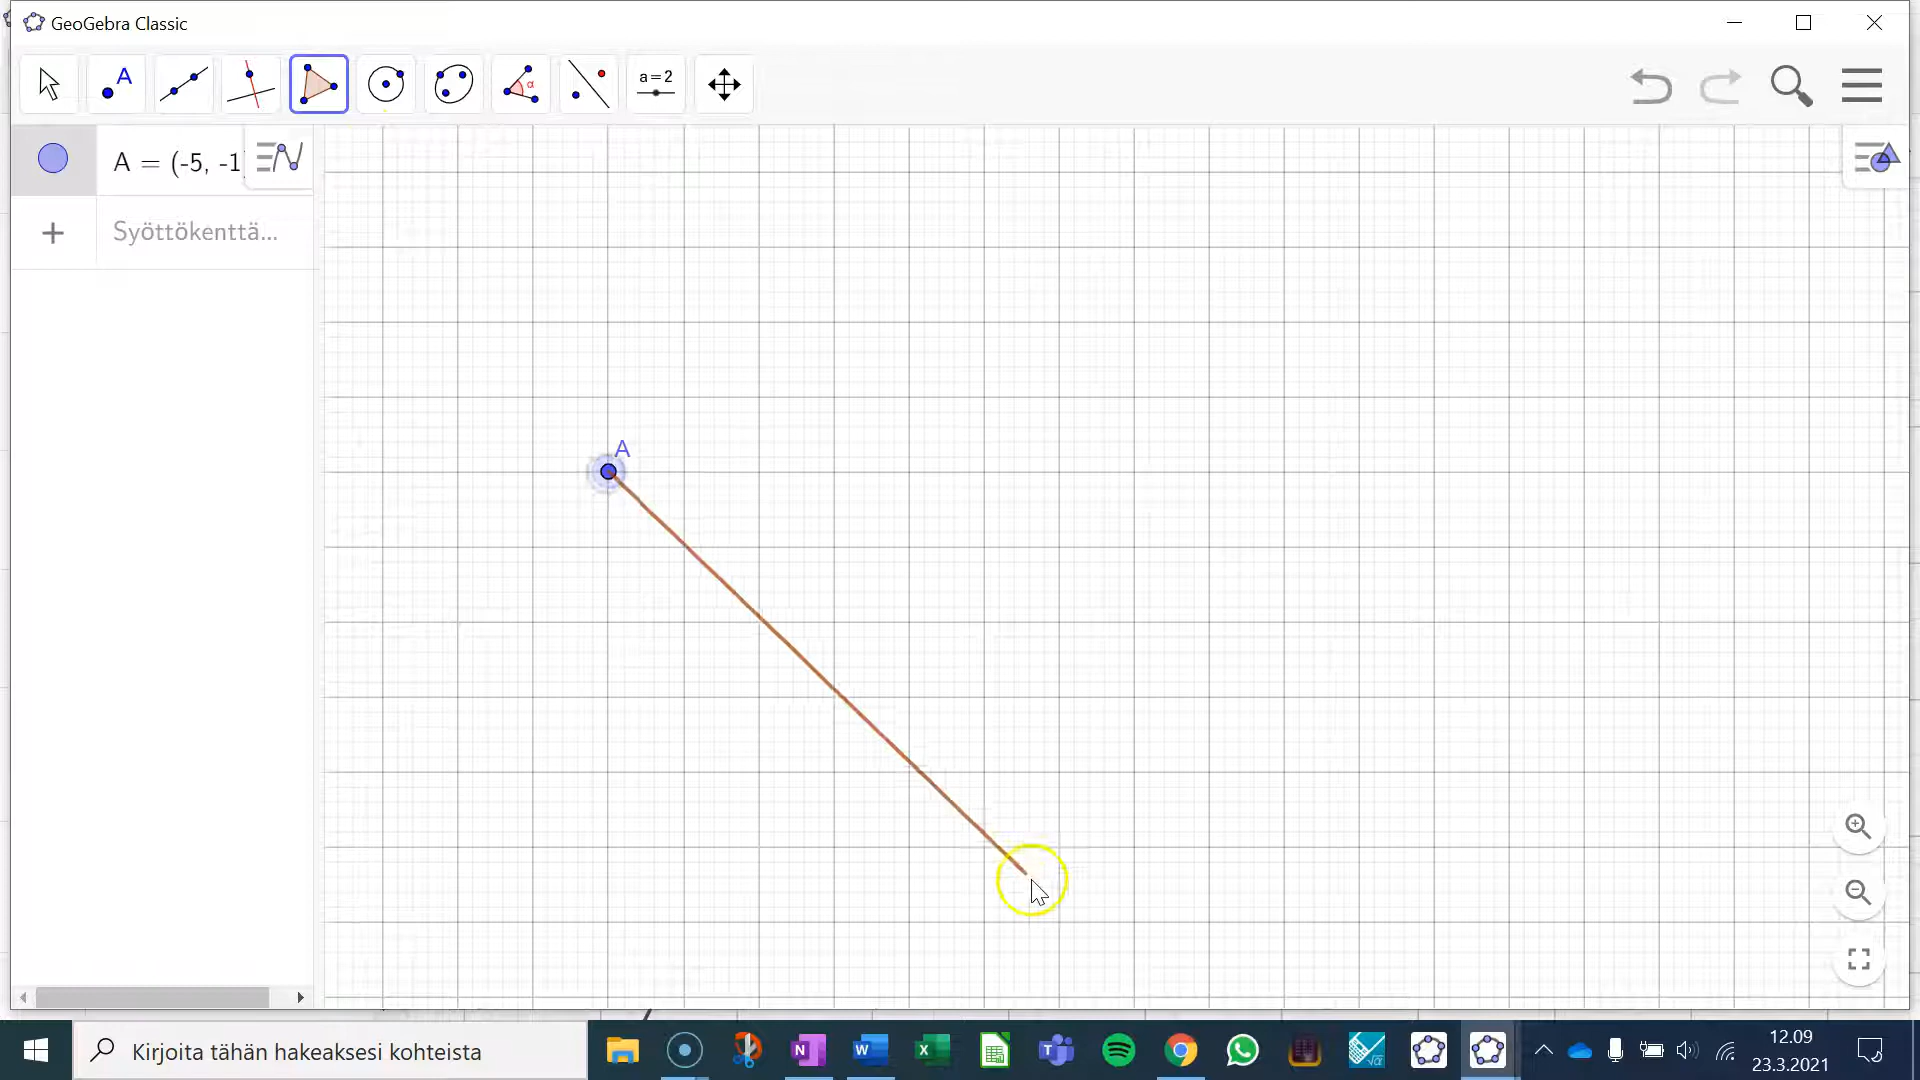 GeoGebra Classic
A
α
a = 2
A = (-5, -1
Syöttökenttä...
A
Kirjoita tähän hakeaksesi kohteista
12.09
23.3.2021